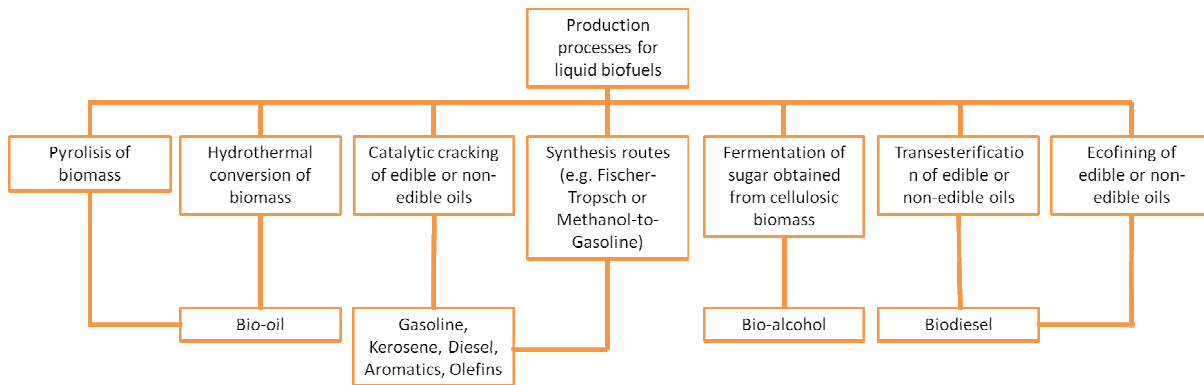 Production
processes for
liquid biofuels
Pyrolisis of
biomass
Hydrothermal
conversion of
biomass
Catalytic cracking
of edible or non-
edible oils
Synthesis routes
(e.g. Fischer-
Tropsch or
Methanol-to-
Gasoline)
Fermentation of
sugar obtained
from cellulosic
biomass
Transesterificatio
n of edible or
non-edible oils
Ecofining of
edible or non-
edible oils
Bio-oil
Gasoline,
Kerosene, Diesel,
Aromatics, Olefins
Bio-alcohol
Biodiesel